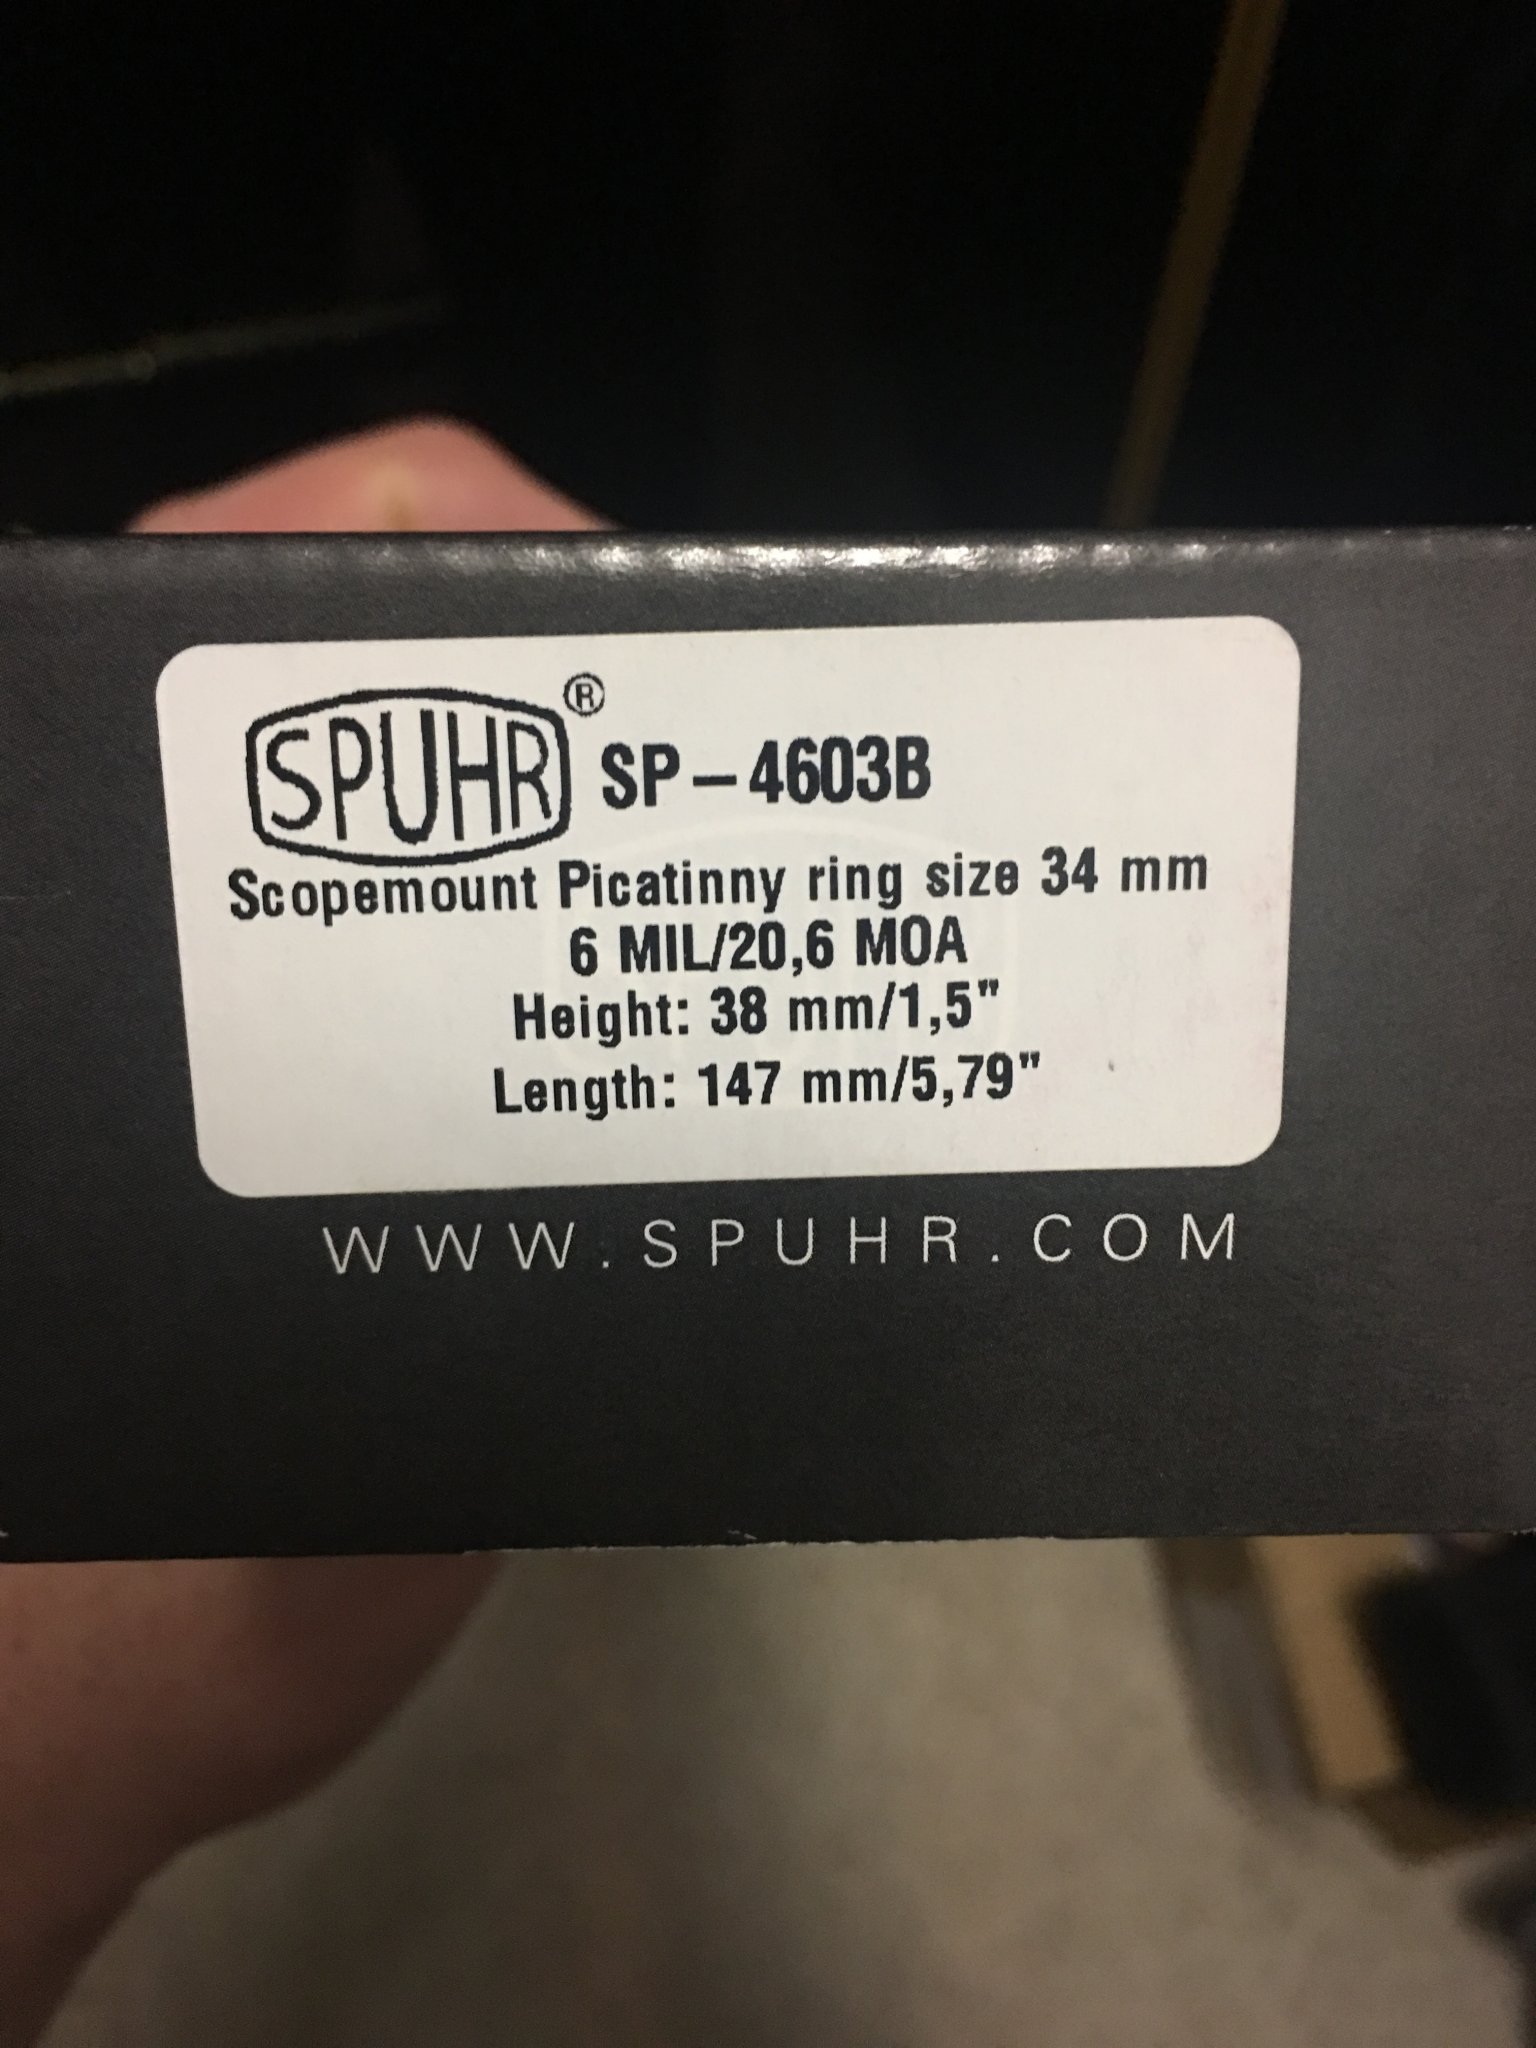 SPUHR® SP-4603B
Scopemount Picatinny ring size 34 mm
6 MIL/20,6 MOA
Height: 38 mm/1,5"
Length: 147 mm/5,79"
WWW.SPUHR.COM